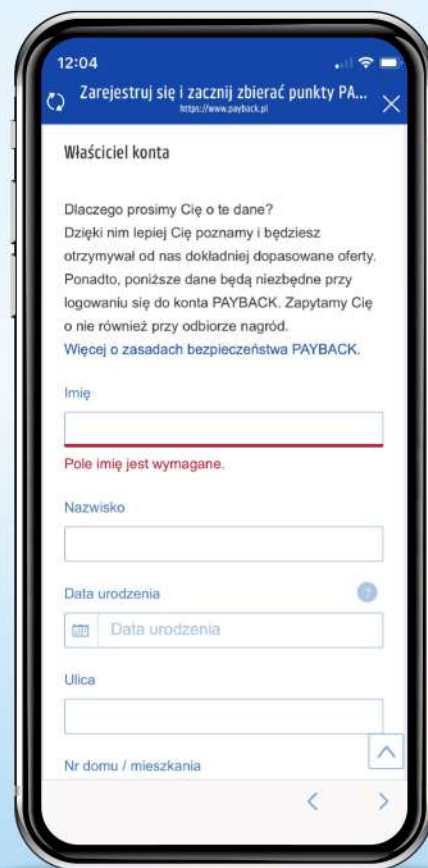 12:04
Zarejestruj się i zacznij zbierać punkty PA...
https://www.payback.pl
Właściciel konta
Dlaczego prosimy Cię o te dane?
Dzięki nim lepiej Cię poznamy i będziesz
otrzymywał od nas dokładniej dopasowane oferty.
Ponadto, poniższe dane będą niezbędne przy
logowaniu się do konta PAYBACK. Zapytamy Cię
o nie również przy odbiorze nagród.
Więcej o zasadach bezpieczeństwa PAYBACK.
Imię
Pole imię jest wymagane.
Nazwisko
Data urodzenia
?
Data urodzenia
Ulica
Nr domu / mieszkania